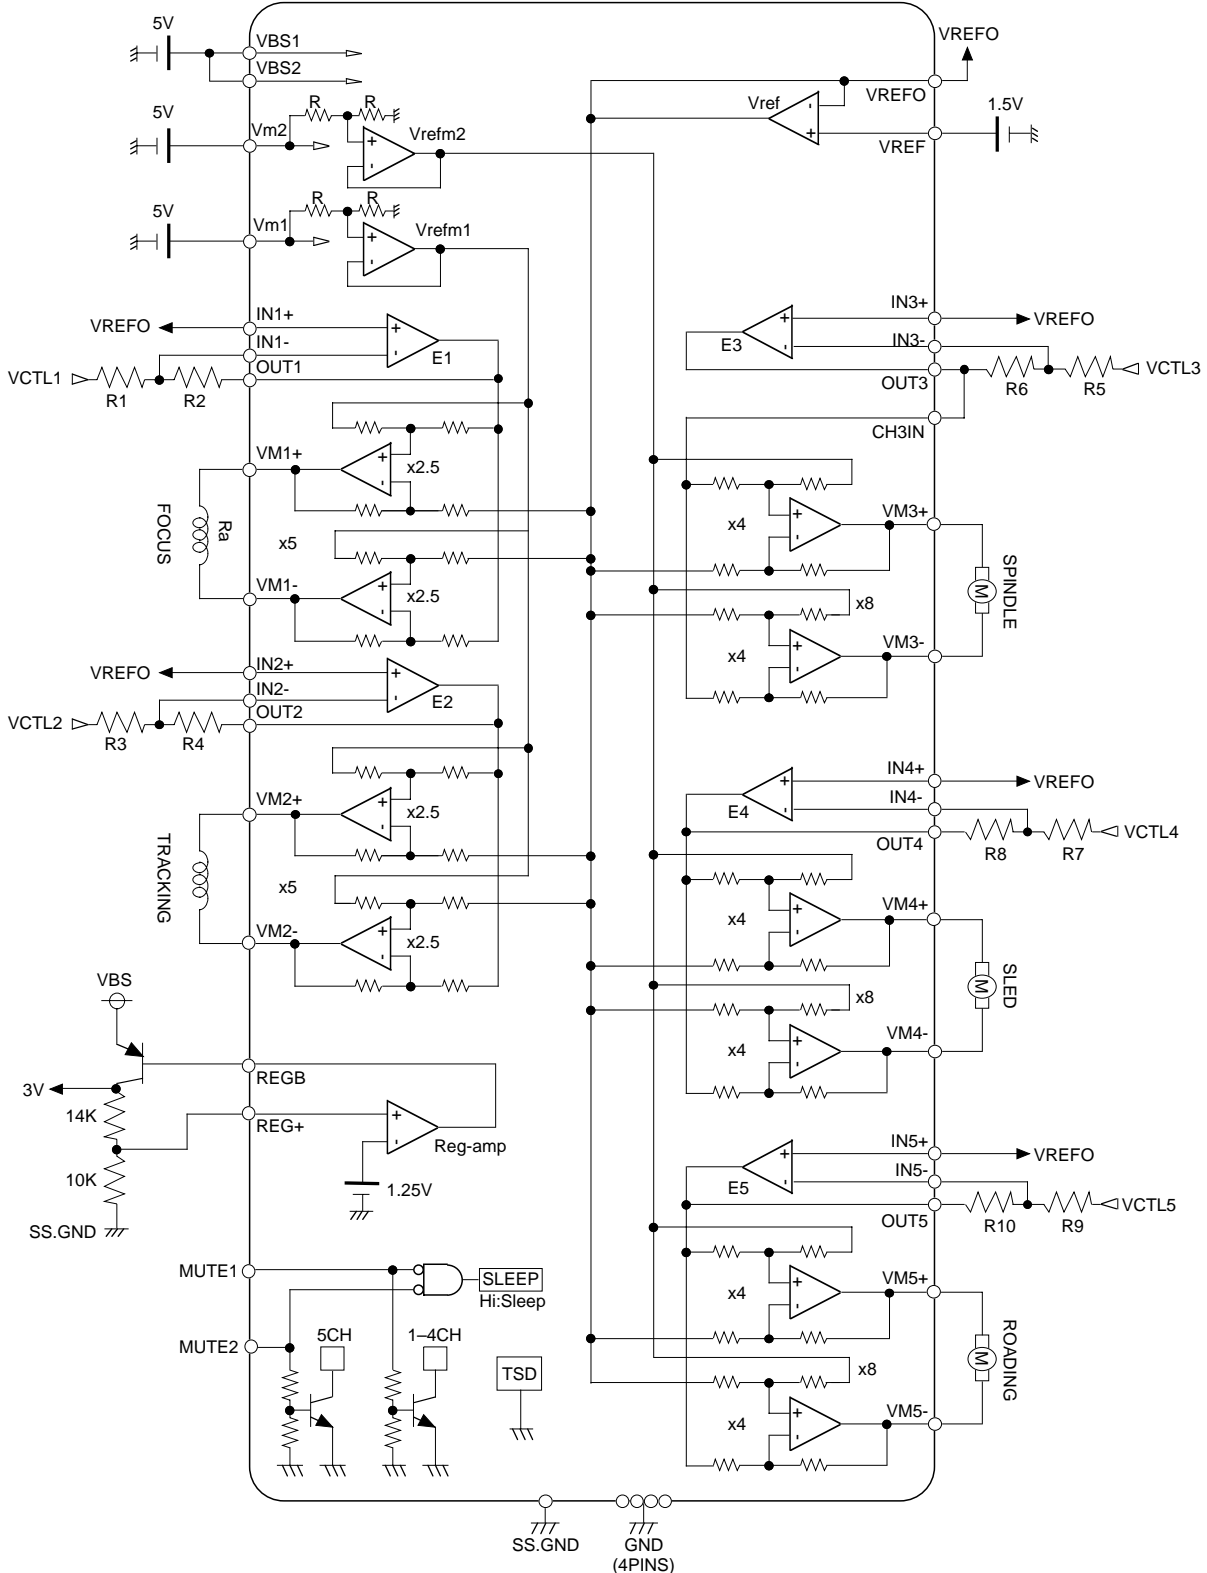 5V
VBS1
VBS2
5V
Vm2
R
R
Vrefm2
+
-
5V
Vm1
R
R
Vrefm1
+
-
VREFO
VREFO
Vref
-
+
1.5V
VREF
VREFO
IN1+
IN1-
OUT1
+
-
E1
VCTL1
R1
R2
VM1+
+
-
x2.5
FOCUS
Ra
x5
VM1-
+
-
x2.5
VREFO
IN2+
IN2-
OUT2
+
-
E2
VCTL2
R3
R4
VM2+
+
-
x2.5
TRACKING
x5
VM2-
+
-
x2.5
VBS
3V
14K
10K
SS.GND
REGB
REG+
+
-
Reg-amp
1.25V
MUTE1
MUTE2
SLEEP
Hi:Sleep
5CH
1–4CH
TSD
IN3+
VREFO
E3
+
-
IN3-
OUT3
R6
R5
VCTL3
CH3IN
x4
+
-
VM3+
x8
SPINDLE
M
x4
+
-
VM3-
IN4+
VREFO
E4
+
-
IN4-
OUT4
R8
R7
VCTL4
x4
+
-
VM4+
x8
SLED
M
x4
+
-
VM4-
IN5+
VREFO
E5
+
-
IN5-
OUT5
R10
R9
VCTL5
x4
+
-
VM5+
x8
ROADING
M
x4
+
-
VM5-
SS.GND
GND
(4PINS)